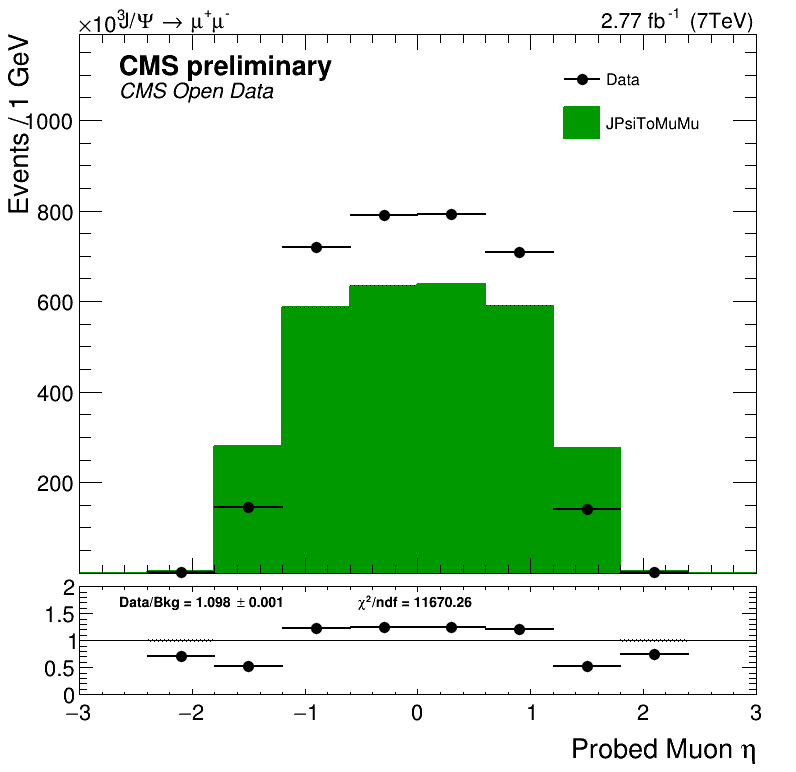 ×10³ J/Ψ → μ⁺μ⁻ 2.77 fb⁻¹ (7TeV)
CMS preliminary
CMS Open Data
Data
JPsiToMuMu
Events / 1 GeV
1000
800
600
400
200
2
1.5
1
0.5
0
Data/Bkg = 1.098 ± 0.001 χ²/ndf = 11670.26
−3 −2 −1 0 1 2 3
Probed Muon η